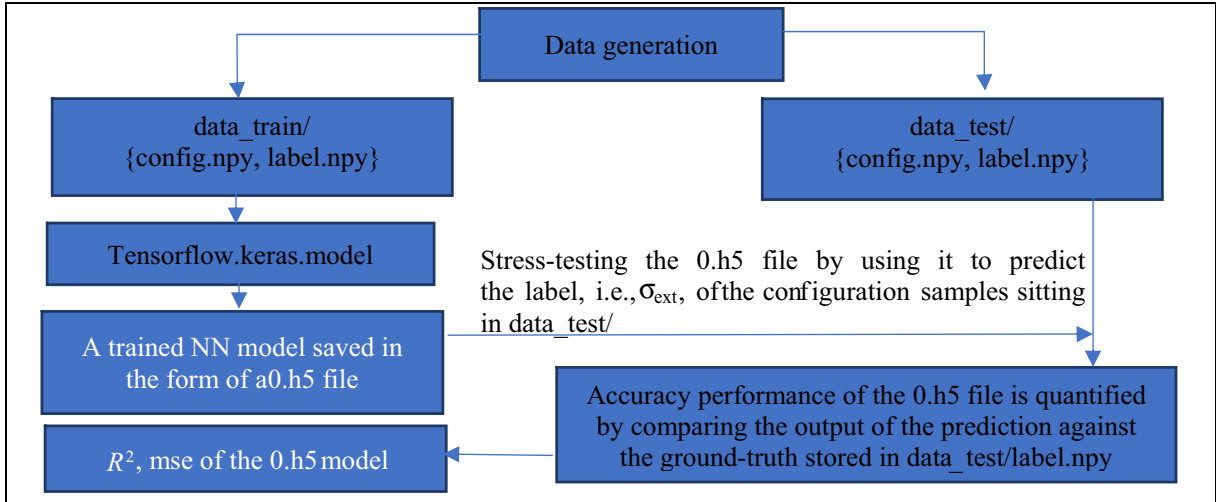 Data generation
data_train/
{config.npy, label.npy}
data_test/
{config.npy, label.npy}
Tensorflow.keras.model
Stress-testing the 0.h5 file by using it to predict
the label, i.e.,σext, ofthe configuration samples sitting
in data_test/
A trained NN model saved in
the form of a0.h5 file
Accuracy performance of the 0.h5 file is quantified
by comparing the output of the prediction against
the ground-truth stored in data_test/label.npy
R², mse of the 0.h5 model